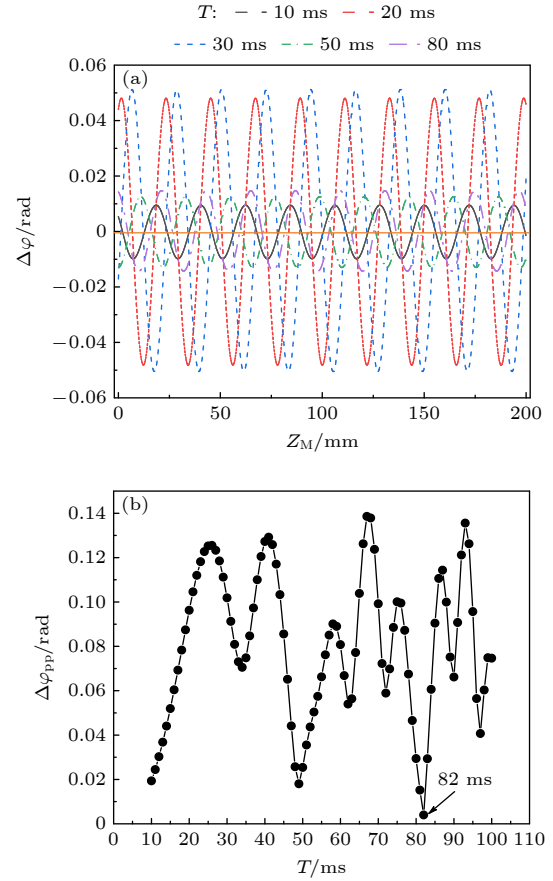 T: 10 ms 20 ms
30 ms 50 ms 80 ms
(a)
0.06
0.04
0.02
0
−0.02
−0.04
−0.06
Δφ/rad
0 50 100 150 200
Z_M/mm
(b)
0.14
0.12
0.10
0.08
0.06
0.04
0.02
0
Δφ_pp/rad
82 ms
0 10 20 30 40 50 60 70 80 90 100 110
T/ms